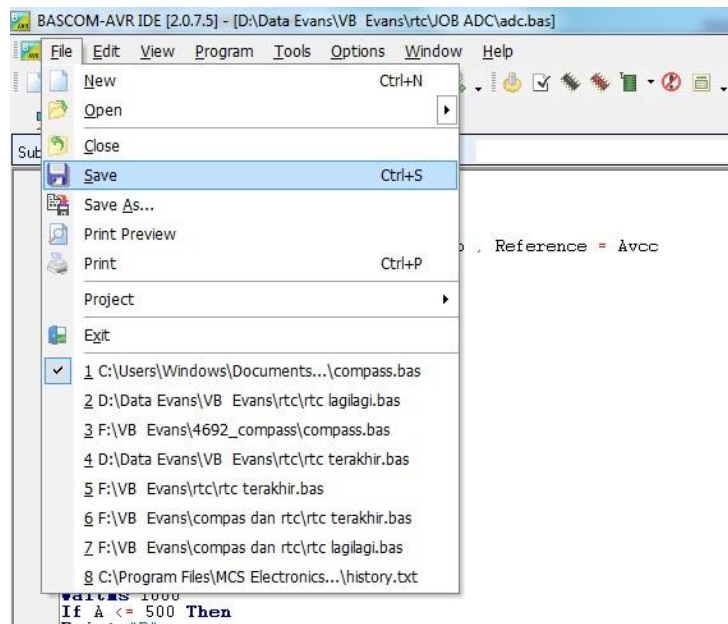 BASCOM-AVR IDE [2.0.7.5] - [D:\Data Evans\VB Evans\rtc\JOB ADC\adc.bas]
File Edit View Program Tools Options Window Help
New Ctrl+N
Open
Sub
Close
Save Ctrl+S
Save As...
Print Preview
, Reference = Avcc
Print Ctrl+P
Project
Exit
1 C:\Users\Windows\Documents...\compass.bas
2 D:\Data Evans\VB Evans\rtc\rtc lagilagi.bas
3 F:\VB Evans\4692_compass\compass.bas
4 D:\Data Evans\VB Evans\rtc\rtc terakhir.bas
5 F:\VB Evans\rtc\rtc terakhir.bas
6 F:\VB Evans\compas dan rtc\rtc terakhir.bas
7 F:\VB Evans\compas dan rtc\rtc lagilagi.bas
8 C:\Program Files\MCS Electronics...\history.txt
Waitms 1000
If A <= 500 Then